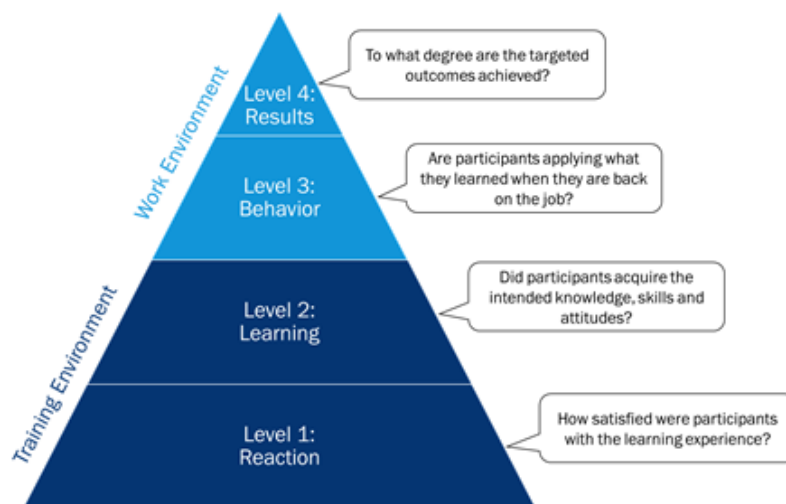 To what degree are the targeted
outcomes achieved?
Level 4:
Results
Work Environment
Are participants applying what
they learned when they are back
on the job?
Level 3:
Behavior
Did participants acquire the
intended knowledge, skills and
attitudes?
Level 2:
Learning
Training Environment
How satisfied were participants
with the learning experience?
Level 1:
Reaction